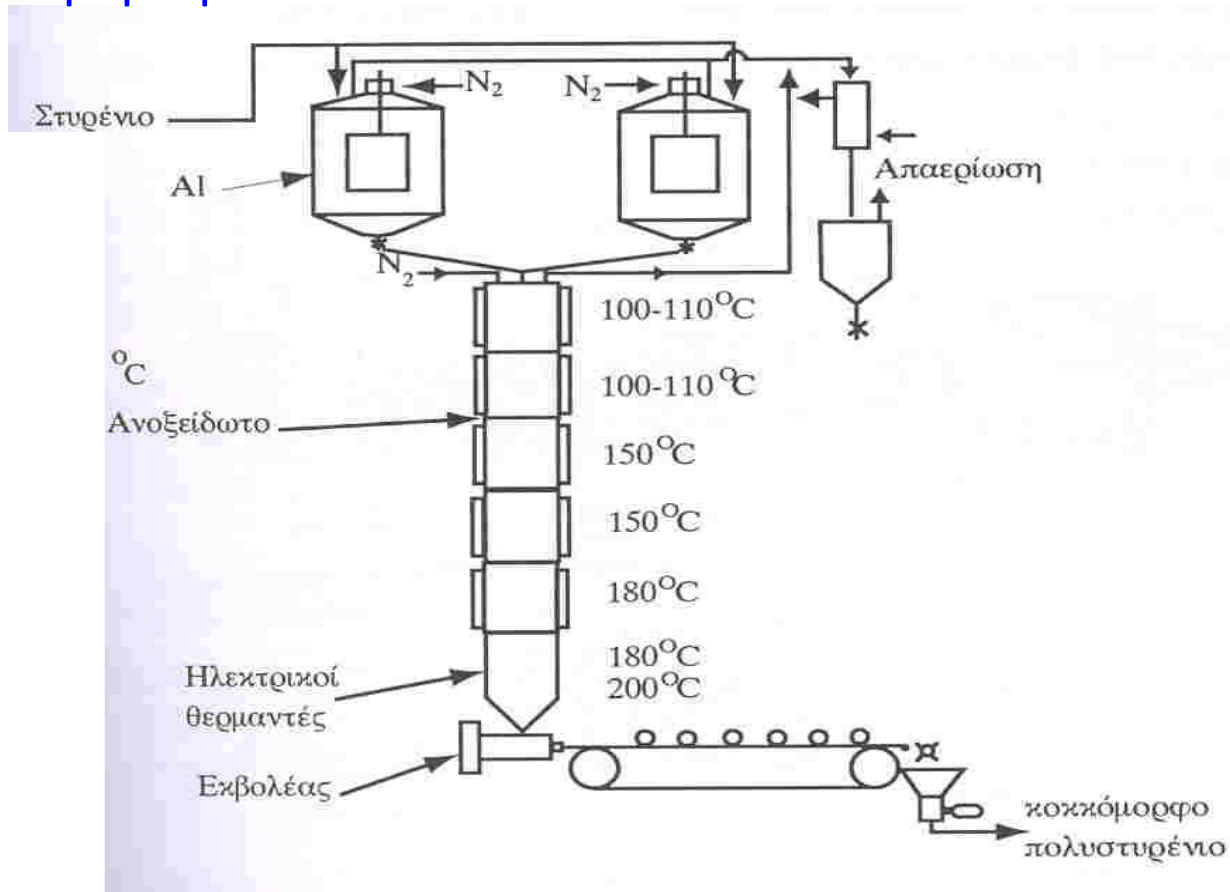 N₂
N₂
Στυρένιο
Al
Απαερίωση
N₂
100-110°C
°C
100-110°C
Ανοξείδωτο
150°C
150°C
180°C
180°C
200°C
Ηλεκτρικοί
θερμαντές
Εκβολέας
κοκκόμορφο
πολυστυρένιο